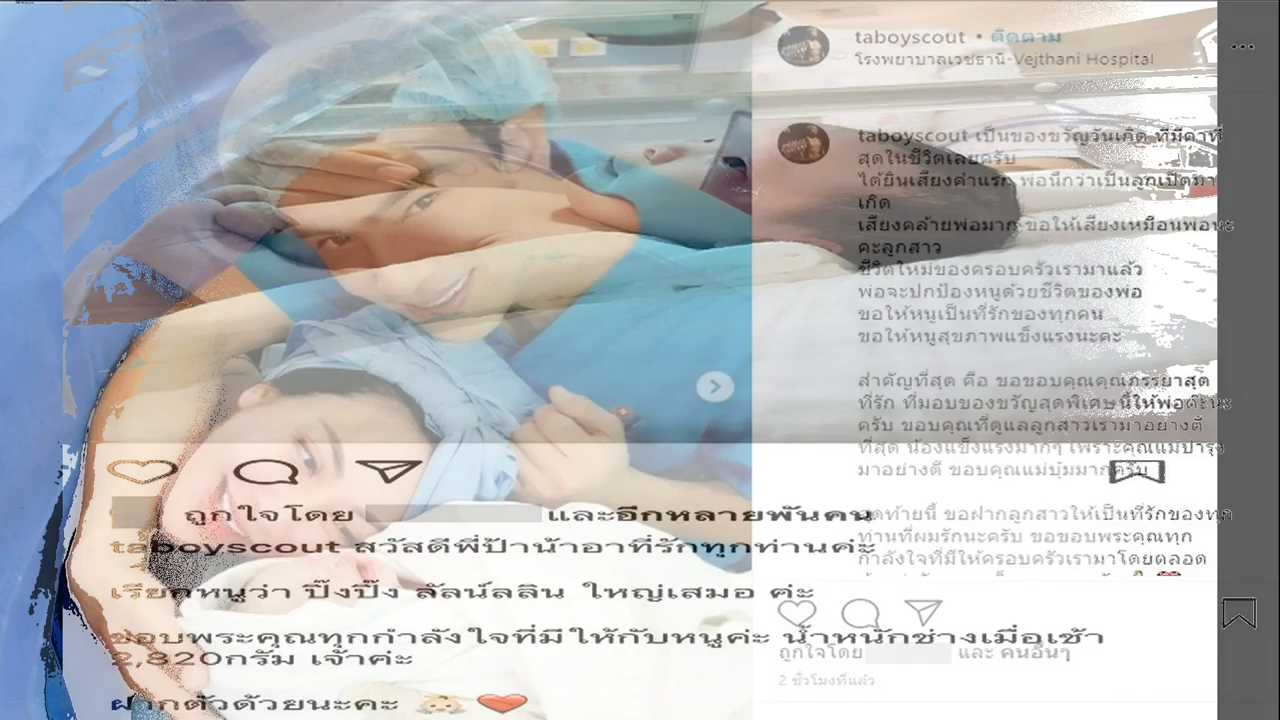 taboyscout • ติดตาม
โรงพยาบาลเวชธานี-Vejthani Hospital
taboyscout เป็นของขวัญวันเกิด ที่มีค่าที่
สุดในชีวิตเลยครับ
ได้ยินเสียงคำแรก พ่อนึกว่าเป็นลูกเป็ดมา
เกิด
เสียงคล้ายพ่อมาก ขอให้เสียงเหมือนพอนะ
คะลูกสาว
ชีวิตใหม่ของครอบครัวเรามาแล้ว
พ่อจะปกป้องหนูด้วยชีวิตของพ่อ
ขอให้หนูเป็นที่รักของทุกคน
ขอให้หนูสุขภาพแข็งแรงนะคะ
สำคัญที่สุด คือ ขอขอบคุณคุณภรรยาสุด
ที่รัก ที่มอบของขวัญสุดพิเศษนี้ให้พ่อต๊ะนะ
ครับ ขอบคุณที่ดูแลลูกสาวเรามาอย่างดี
ที่สุด น้องแข็งแรงมากๆ เพราะคุณแม่บำรุง
มาอย่างดี ขอบคุณแม่บุ๋มมากครับ
ท้ายนี้ ขอฝากลูกสาวให้เป็นที่รักของทุก
ท่านที่ผมรักนะครับ ขอขอบพระคุณทุก
กำลังใจที่มีให้ครอบครัวเรามาโดยตลอด
ถูกใจโดย และ คนอื่นๆ
2 ชั่วโมงที่แล้ว
ถูกใจโดย และอีกหลายพันคน
taboyscout สวัสดีพี่ป้าน้าอาที่รักทุกท่านค่ะ
เรียกหนูว่า ปิ๊งปิ๊ง ลัลน์ลลิน ใหญ่เสมอ ค่ะ
ขอบพระคุณทุกกำลังใจที่มีให้กับหนูค่ะ น้ำหนักช่างเมื่อเช้า
2,820กรัม เจ้าค่ะ
ฝากตัวด้วยนะคะ